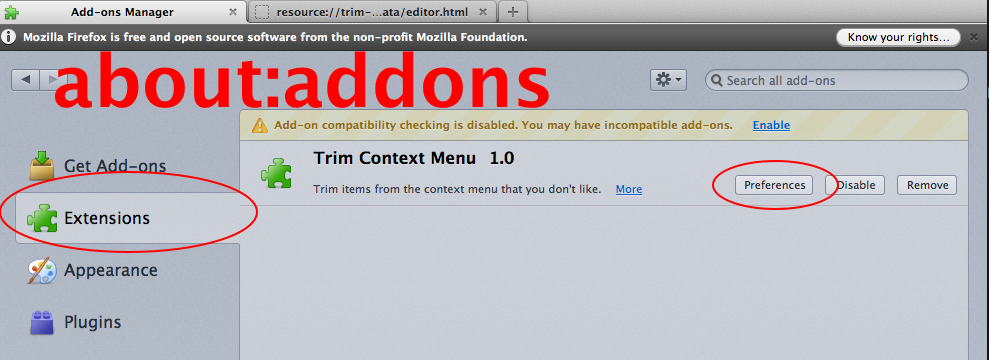 Add-ons Manager
resource://trim-...ata/editor.html
Mozilla Firefox is free and open source software from the non-profit Mozilla Foundation.
Know your rights...
about:addons
Search all add-ons
Add-on compatibility checking is disabled. You may have incompatible add-ons. Enable
Get Add-ons
Extensions
Appearance
Plugins
Trim Context Menu 1.0
Trim items from the context menu that you don't like. More
Preferences
Disable
Remove